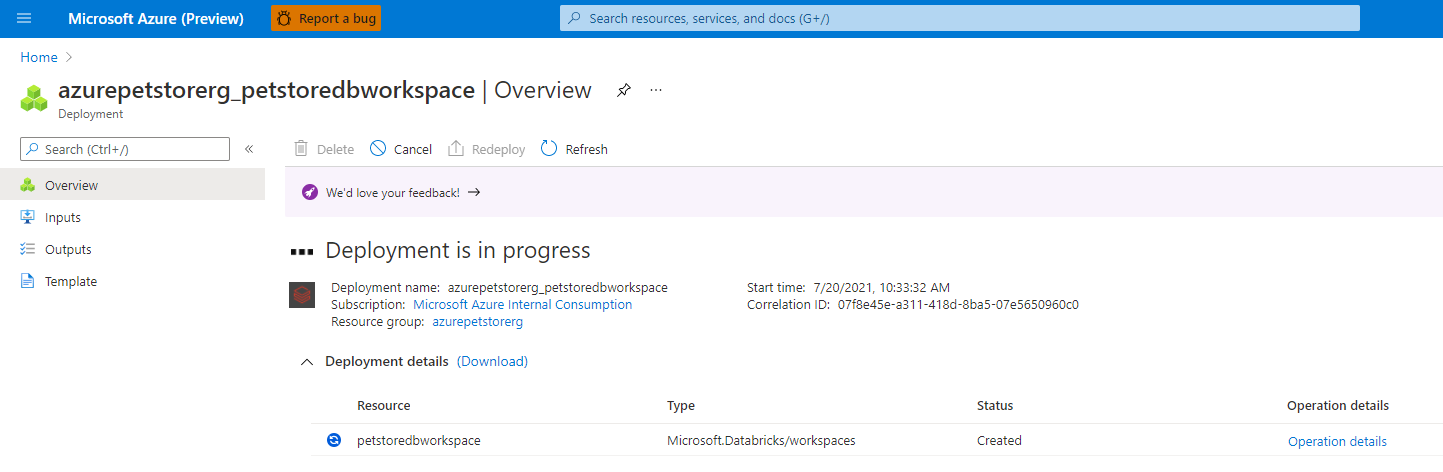 Microsoft Azure (Preview)
Report a bug
Search resources, services, and docs (G+/)
Home
azurepetstorerg_petstoredbworkspace | Overview
Deployment
Search (Ctrl+/)
Delete
Cancel
Redeploy
Refresh
Overview
Inputs
Outputs
Template
We'd love your feedback!
Deployment is in progress
Deployment name: azurepetstorerg_petstoredbworkspace
Subscription: Microsoft Azure Internal Consumption
Resource group: azurepetstorerg
Start time: 7/20/2021, 10:33:32 AM
Correlation ID: 07f8e45e-a311-418d-8ba5-07e5650960c0
Deployment details (Download)
Resource Type Status Operation details
petstoredbworkspace Microsoft.Databricks/workspaces Created Operation details